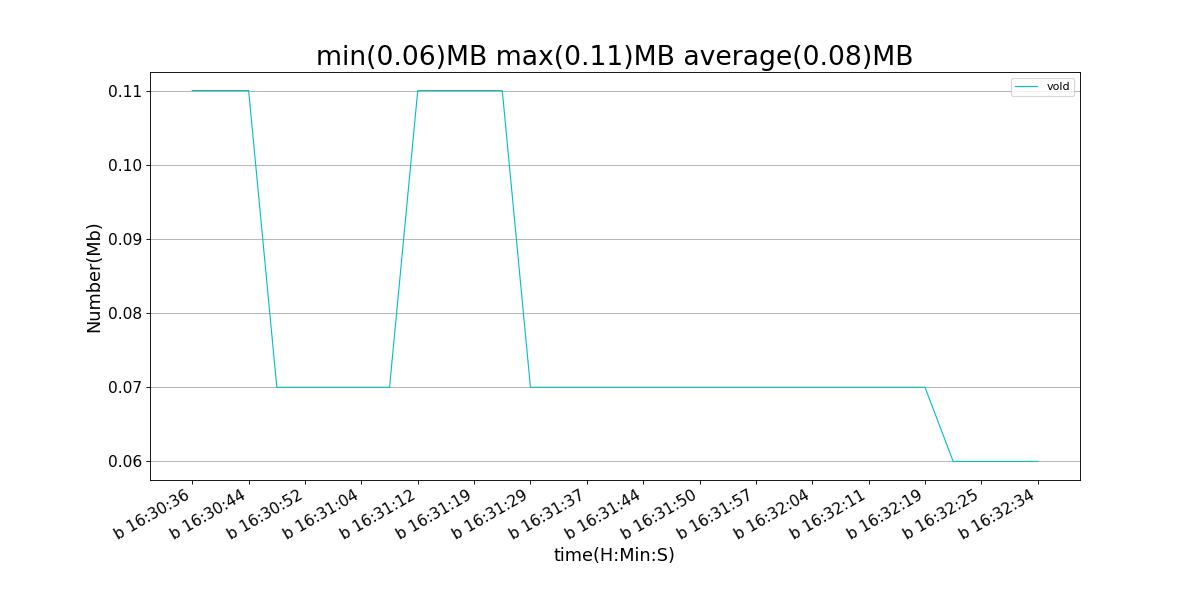 min(0.06)MB max(0.11)MB average(0.08)MB
vold
0.11
0.10
0.09
0.08
0.07
0.06
Number(Mb)
b 16:30:36
b 16:30:44
b 16:30:52
b 16:31:04
b 16:31:12
b 16:31:19
b 16:31:29
b 16:31:37
b 16:31:44
b 16:31:50
b 16:31:57
b 16:32:04
b 16:32:11
b 16:32:19
b 16:32:25
b 16:32:34
time(H:Min:S)